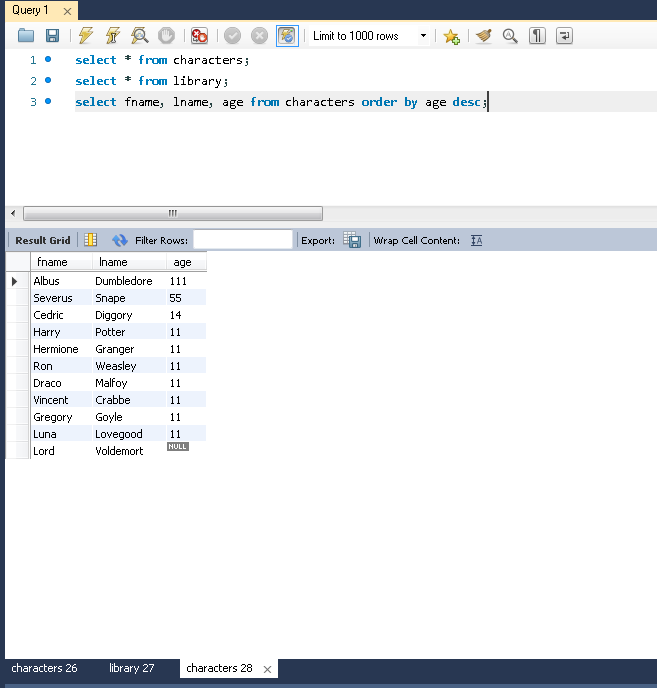 Query 1
Limit to 1000 rows
1 select * from characters;
2 select * from library;
3 select fname, lname, age from characters order by age desc;
Result Grid Filter Rows: Export: Wrap Cell Content:
fname lname age
Albus Dumbledore 111
Severus Snape 55
Cedric Diggory 14
Harry Potter 11
Hermione Granger 11
Ron Weasley 11
Draco Malfoy 11
Vincent Crabbe 11
Gregory Goyle 11
Luna Lovegood 11
Lord Voldemort NULL
characters 26 library 27 characters 28